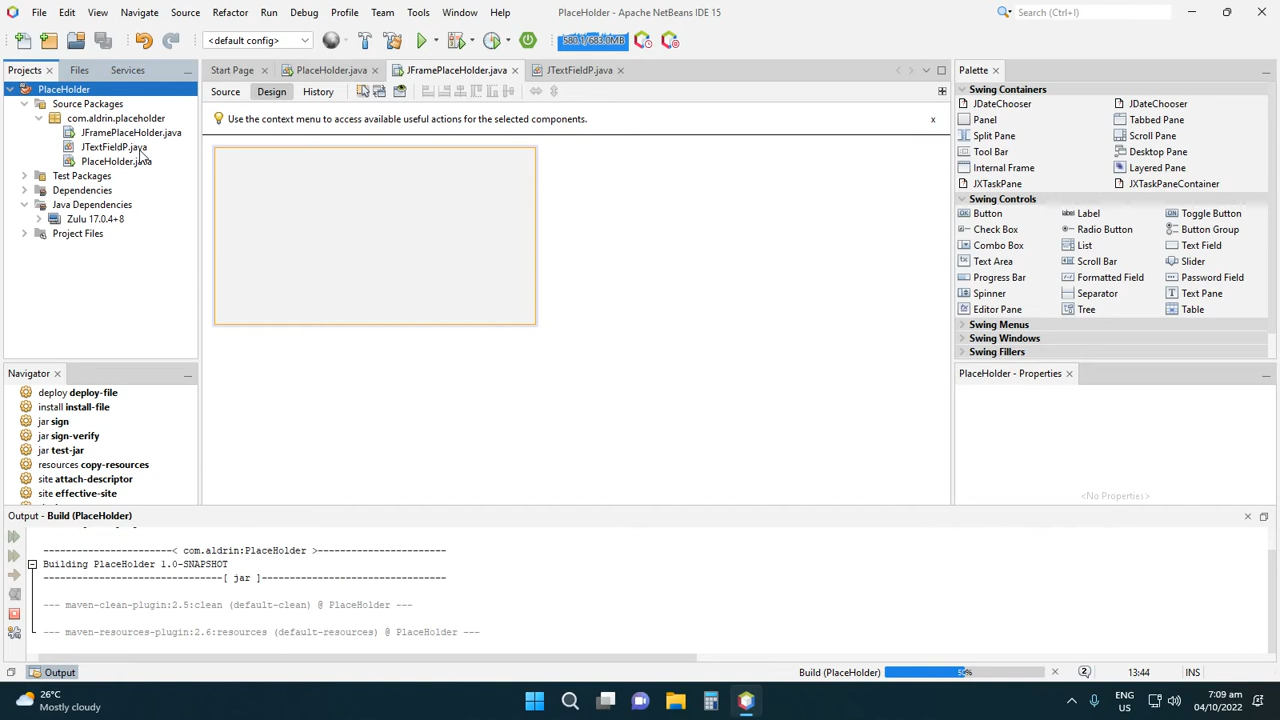 File Edit View Navigate Source Refactor Run Debug Profile Team Tools Window Help PlaceHolder - Apache NetBeans IDE 15 Search (Ctrl+I)
<default config> 580.1/683.0MB
Projects Files Services
PlaceHolder
Source Packages
com.aldrin.placeholder
JFramePlaceHolder.java
JTextFieldP.java
PlaceHolder.java
Test Packages
Dependencies
Java Dependencies
Zulu 17.0.4+8
Project Files
Navigator
deploy deploy-file
install install-file
jar sign
jar sign-verify
jar test-jar
resources copy-resources
site attach-descriptor
site effective-site
Start Page PlaceHolder.java JFramePlaceHolder.java JTextFieldP.java
Source Design History
Use the context menu to access available useful actions for the selected components. x
Palette
Swing Containers
JDateChooser JDateChooser
Panel Tabbed Pane
Split Pane Scroll Pane
Tool Bar Desktop Pane
Internal Frame Layered Pane
JXTaskPane JXTaskPaneContainer
Swing Controls
Button Label Toggle Button
Check Box Radio Button Button Group
Combo Box List Text Field
Text Area Scroll Bar Slider
Progress Bar Formatted Field Password Field
Spinner Separator Text Pane
Editor Pane Tree Table
Swing Menus
Swing Windows
Swing Fillers
PlaceHolder - Properties
<No Properties>
Output - Build (PlaceHolder)
-----------------------< com.aldrin:PlaceHolder >-----------------------
Building PlaceHolder 1.0-SNAPSHOT
--------------------------------[ jar ]---------------------------------
--- maven-clean-plugin:2.5:clean (default-clean) @ PlaceHolder ---
--- maven-resources-plugin:2.6:resources (default-resources) @ PlaceHolder ---
Output Build (PlaceHolder) 50% 2 13:44 INS
26°C
Mostly cloudy
ENG
US
7:09 am
04/10/2022